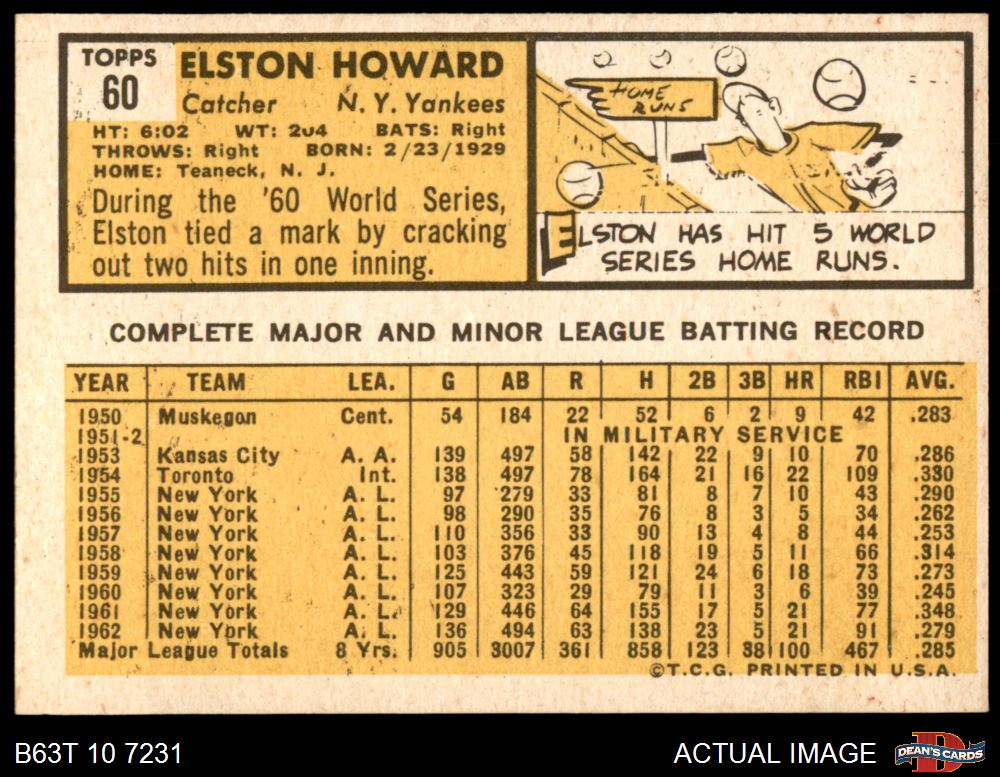 TOPPS
60
ELSTON HOWARD
Catcher N. Y. Yankees
HT: 6:02 WT: 204 BATS: Right
THROWS: Right BORN: 2/23/1929
HOME: Teaneck, N. J.
During the '60 World Series,
Elston tied a mark by cracking
out two hits in one inning.
HOME
RUNS
ELSTON HAS HIT 5 WORLD
SERIES HOME RUNS.
COMPLETE MAJOR AND MINOR LEAGUE BATTING RECORD
YEAR TEAM LEA. G AB R H 2B 3B HR RBI AVG.
1950 Muskegon Cent. 54 184 22 52 6 2 9 42 .283
1951-2 IN MILITARY SERVICE
1953 Kansas City A. A. 139 497 58 142 22 9 10 70 .286
1954 Toronto Int. 138 497 78 164 21 16 22 109 .330
1955 New York A. L. 97 279 33 81 8 7 10 43 .290
1956 New York A. L. 98 290 35 76 8 3 5 34 .262
1957 New York A. L. 110 356 33 90 13 4 8 44 .253
1958 New York A. L. 103 376 45 118 19 5 11 66 .314
1959 New York A. L. 125 443 59 121 24 6 18 73 .273
1960 New York A. L. 107 323 29 79 11 3 6 39 .245
1961 New York A. L. 129 446 64 155 17 5 21 77 .348
1962 New York A. L. 136 494 63 138 23 5 21 91 .279
Major League Totals 8 Yrs. 905 3007 361 858 123 38 100 467 .285
©T.C.G. PRINTED IN U.S.A.
B63T 10 7231 ACTUAL IMAGE
D
DEAN'S CARDS